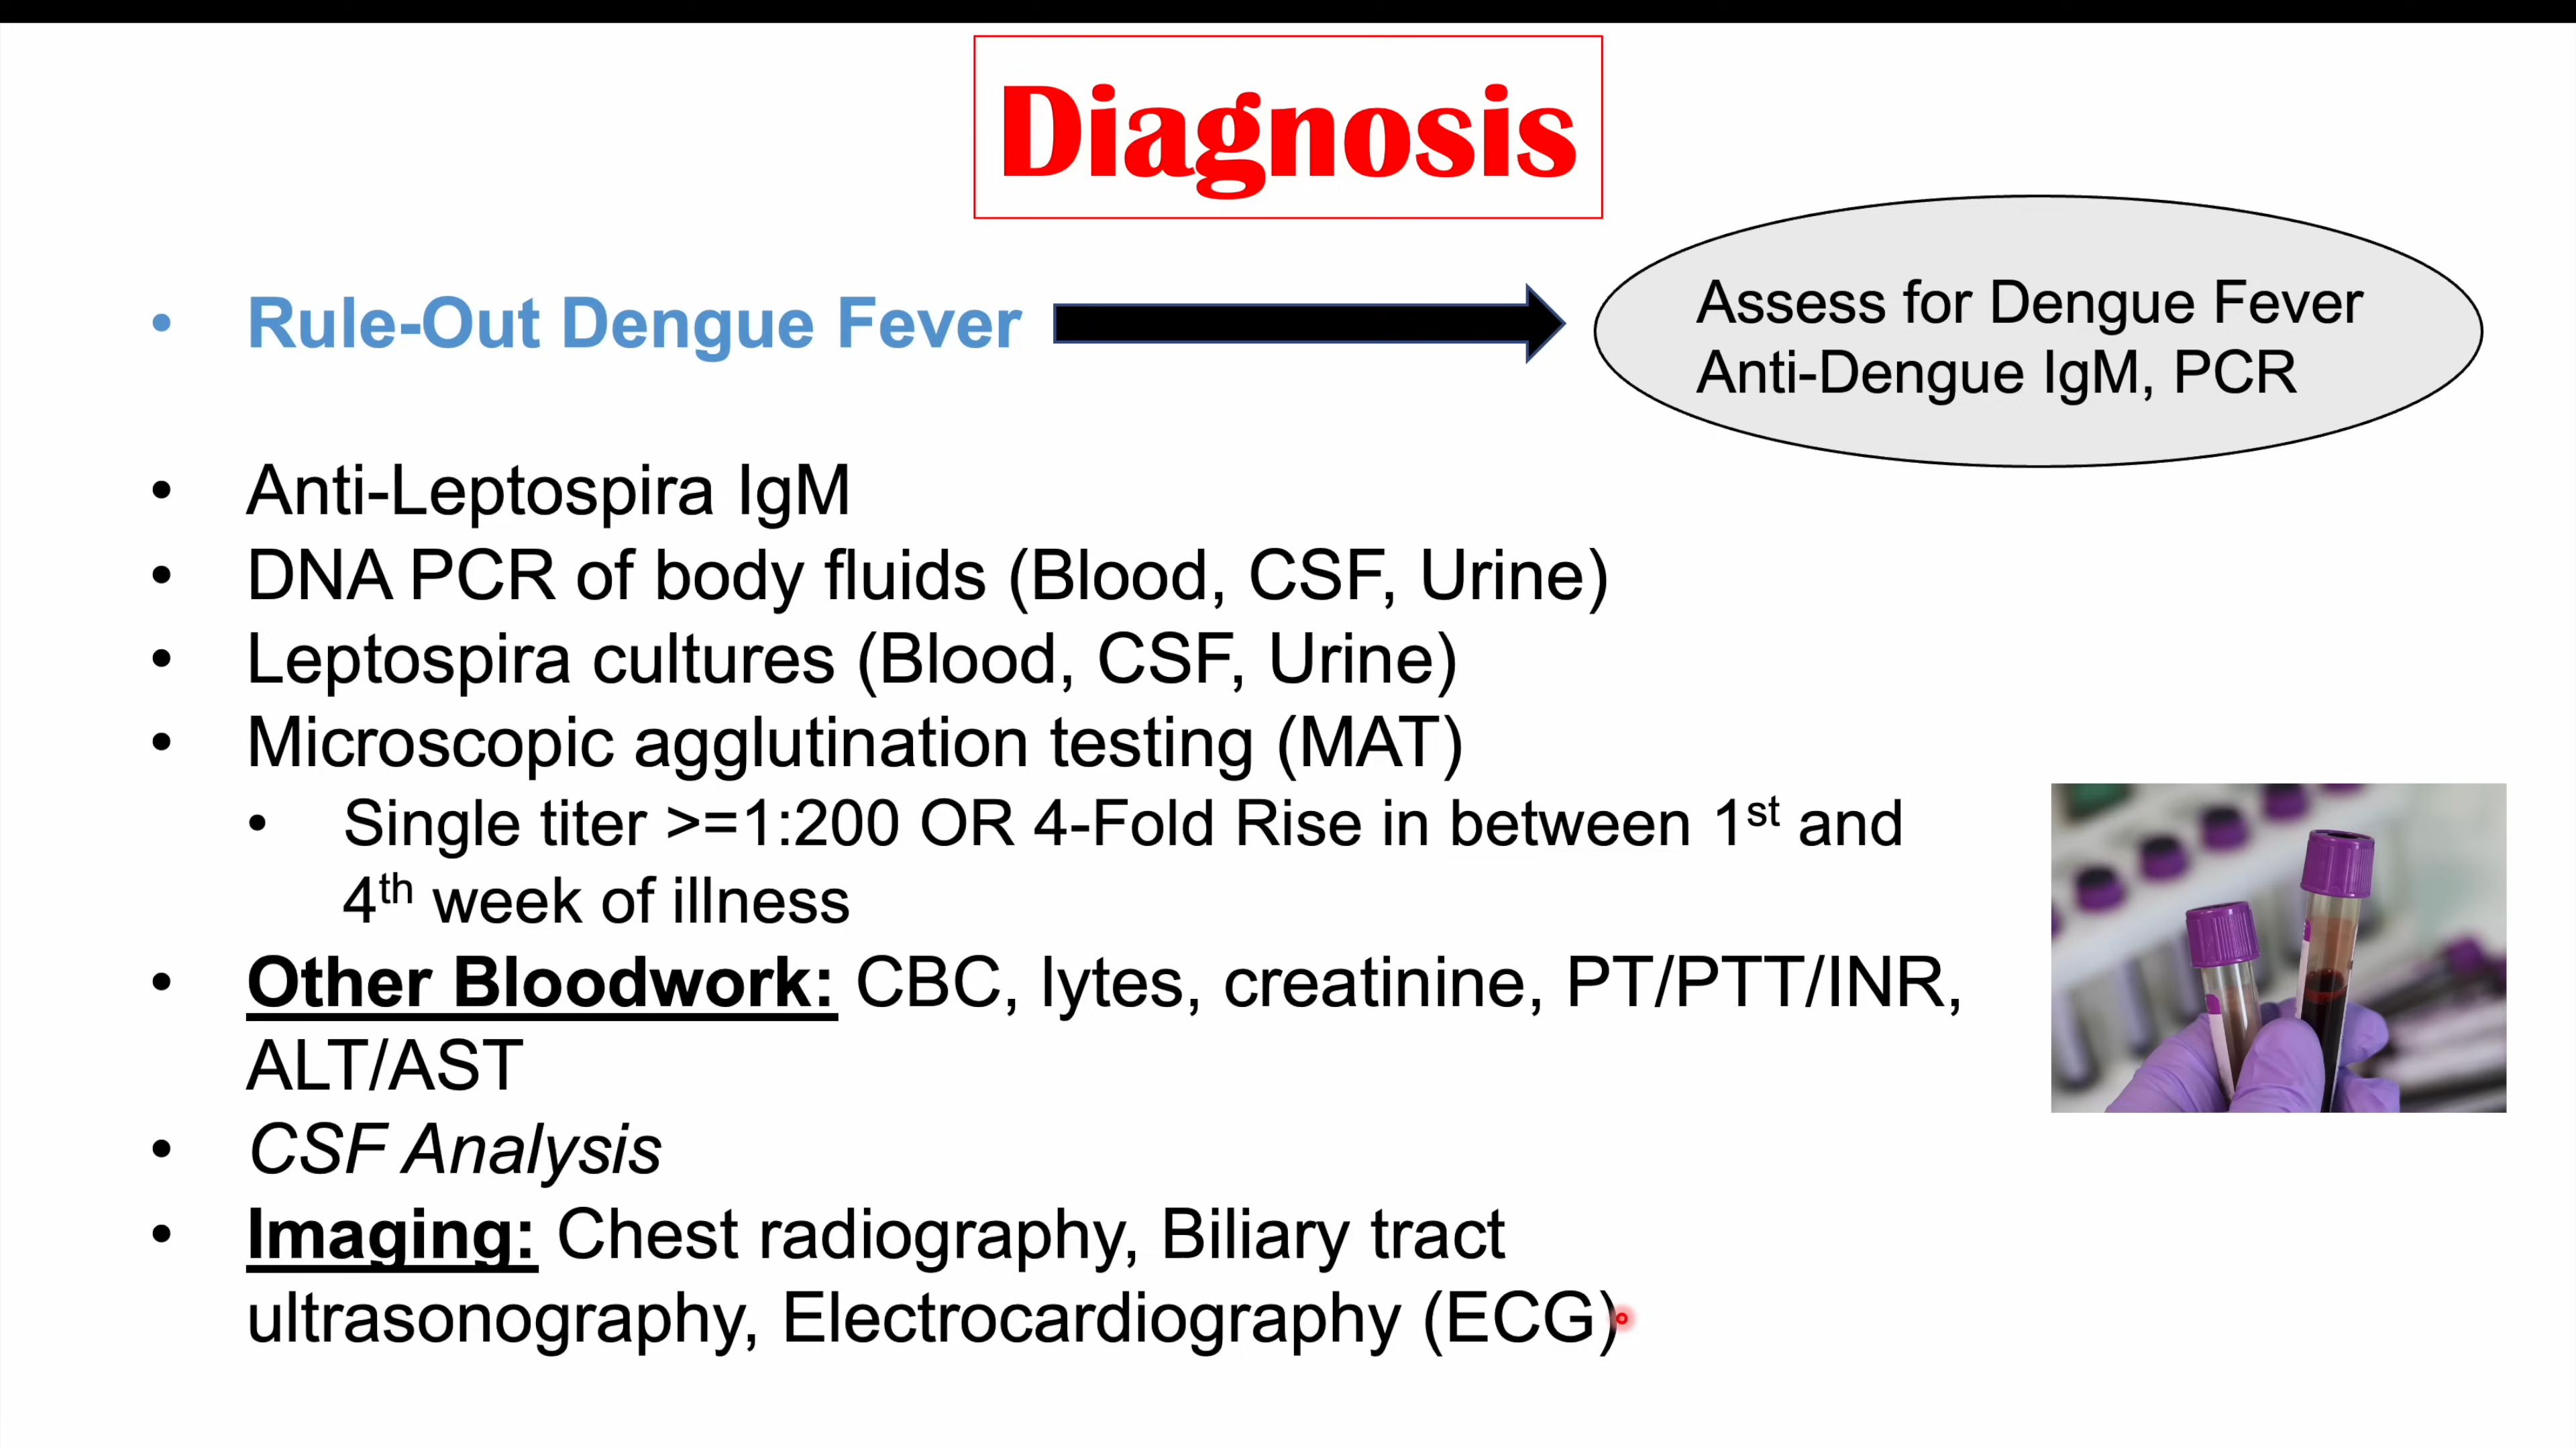 Diagnosis
• Rule-Out Dengue Fever
Assess for Dengue Fever
Anti-Dengue IgM, PCR
• Anti-Leptospira IgM
• DNA PCR of body fluids (Blood, CSF, Urine)
• Leptospira cultures (Blood, CSF, Urine)
• Microscopic agglutination testing (MAT)
• Single titer >=1:200 OR 4-Fold Rise in between 1st and
4th week of illness
• Other Bloodwork: CBC, lytes, creatinine, PT/PTT/INR,
ALT/AST
• CSF Analysis
• Imaging: Chest radiography, Biliary tract
ultrasonography, Electrocardiography (ECG)